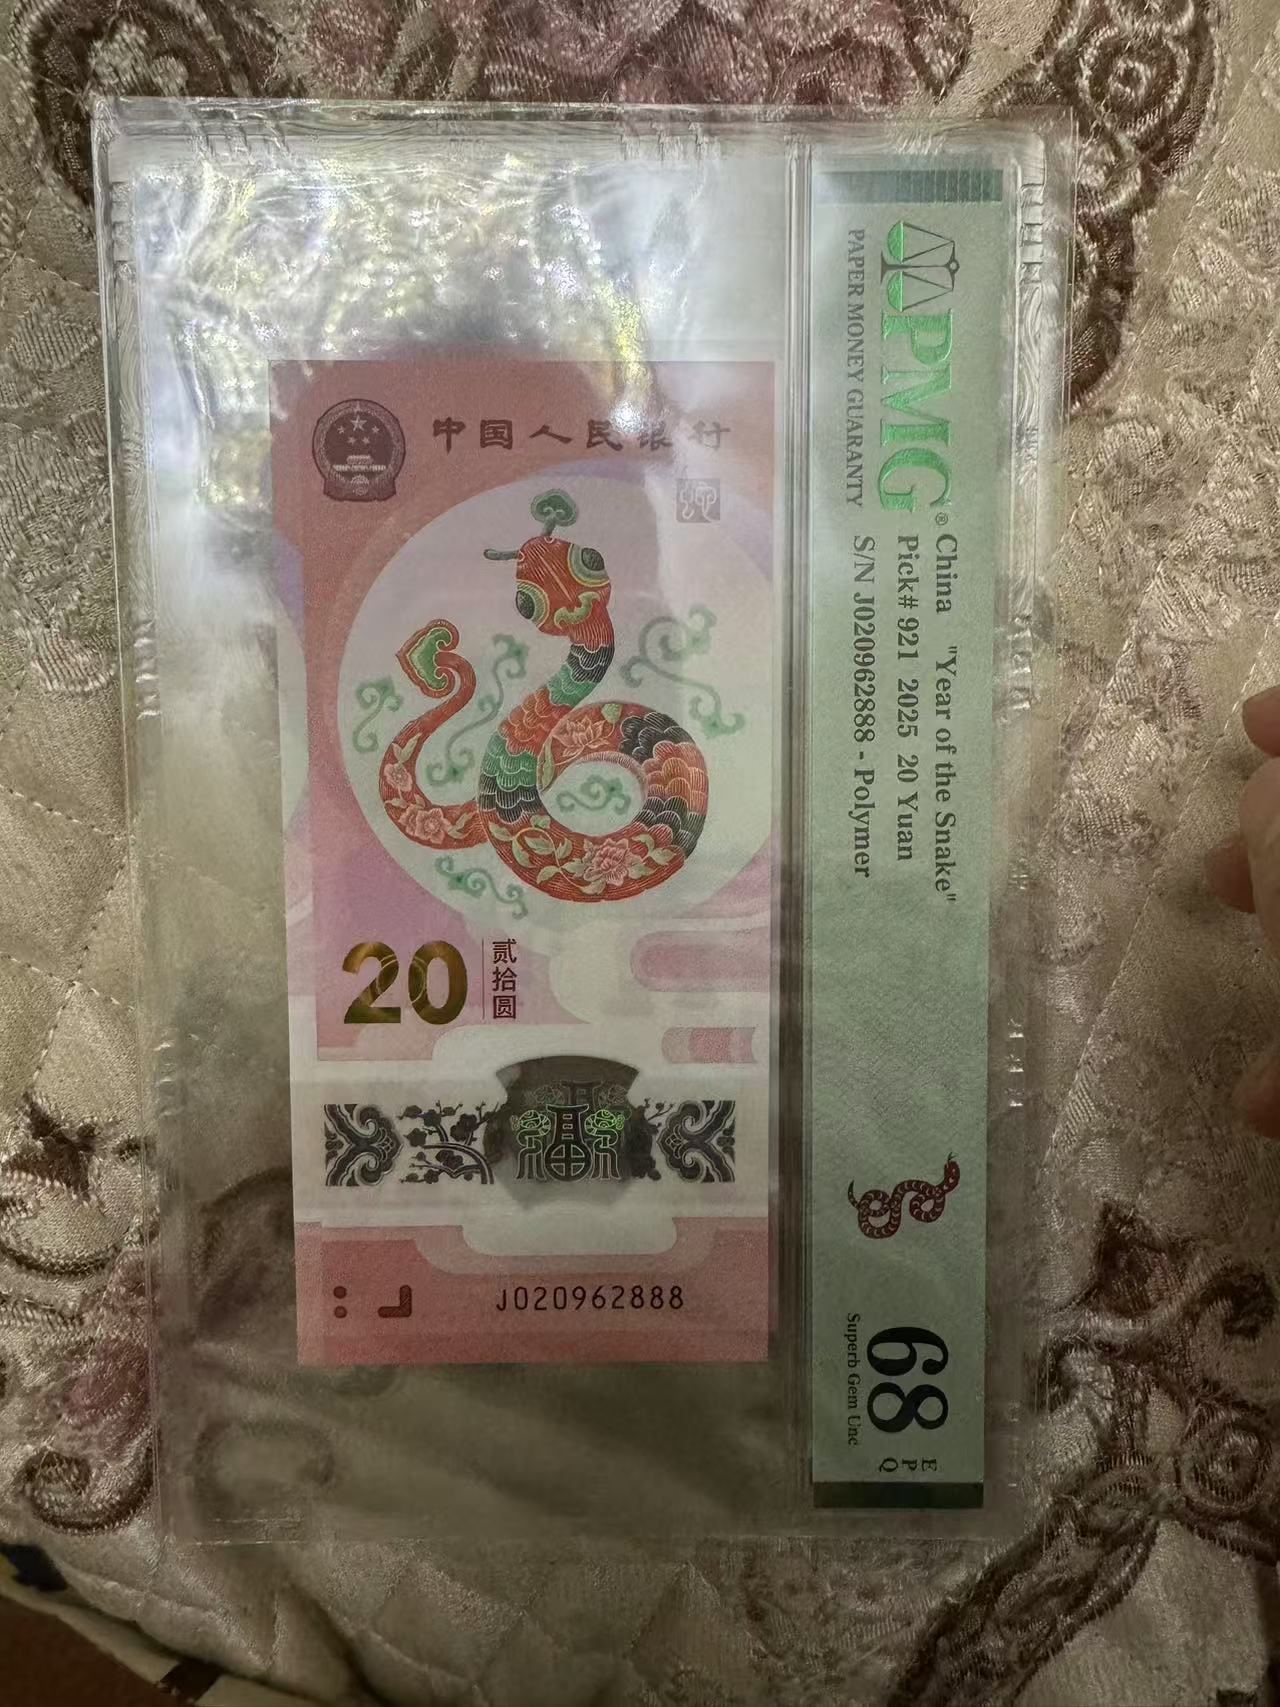 中国人民银行
20
贰拾圆
福
J020962888
PMG®
PAPER MONEY GUARANTY
China "Year of the Snake"
Pick# 921 2025 20 Yuan
S/N J020962888 - Polymer
68
EPQ
Superb Gem Unc